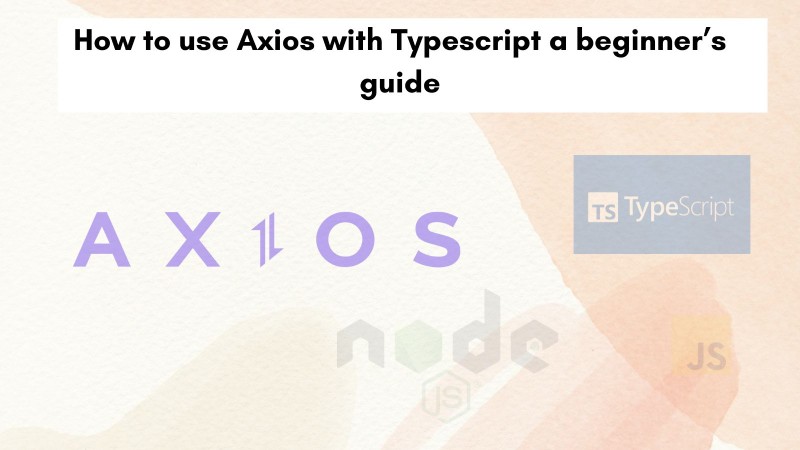 How to use Axios with Typescript a beginner’s
guide
AXIOS
TS TypeScript
node
JS
JS